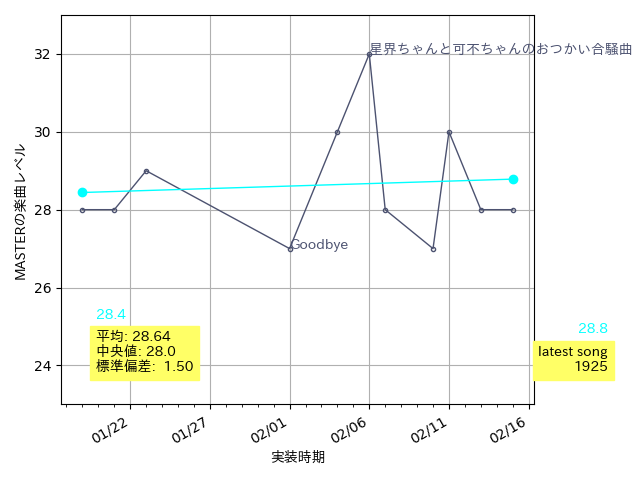 32
星界ちゃんと可不ちゃんのおつかい合騒曲
30
MASTERの楽曲レベル
28
Goodbye
26
28.4
28.8
平均: 28.64
中央値: 28.0
標準偏差: 1.50
latest song
1925
24
01/22
01/27
02/01
02/06
02/11
02/16
実装時期